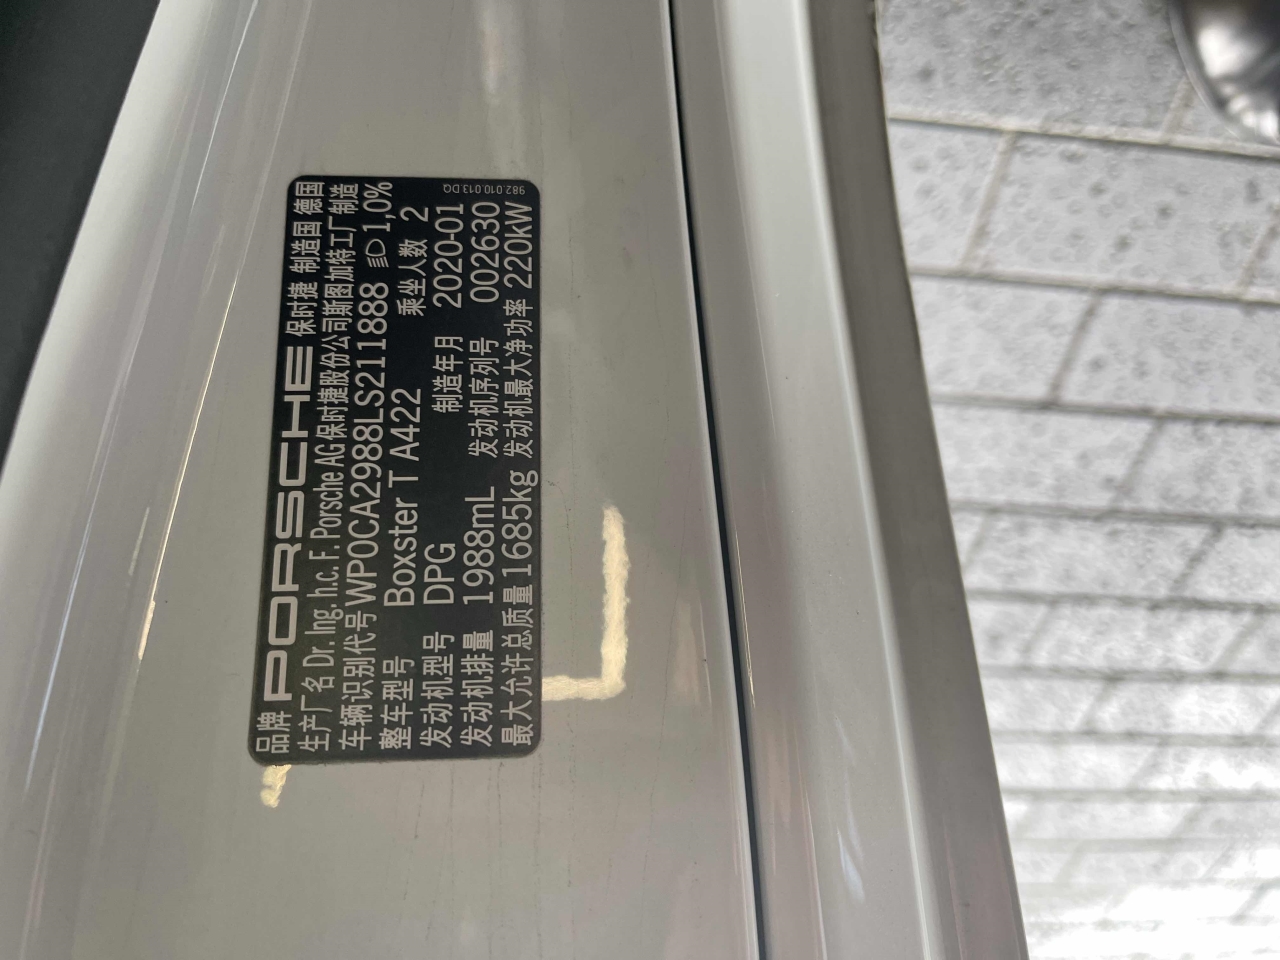 品牌 PORSCHE 保时捷 制造国 德国
生产厂名 Dr. Ing. h.c. F. Porsche AG 保时捷股份公司斯图加特工厂制造
车辆识别代号 WP0CA2988LS211888 1,0%
整车型号 Boxster T A422 乘坐人数 2
发动机型号 DPG 制造年月 2020-01
发动机排量 1988mL 发动机序列号 002630
最大允许总质量 1685kg 发动机最大净功率 220kW
982.010.013.DQ